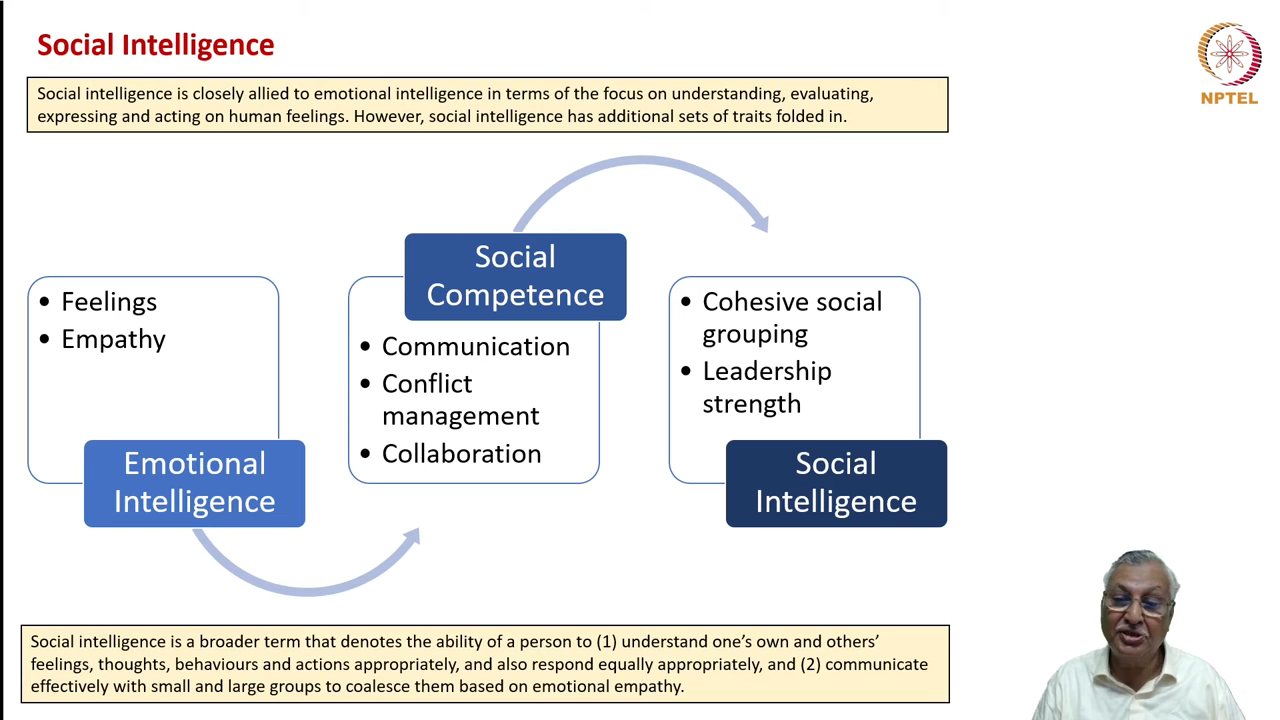 Social Intelligence
NPTEL
Social intelligence is closely allied to emotional intelligence in terms of the focus on understanding, evaluating,
expressing and acting on human feelings. However, social intelligence has additional sets of traits folded in.
• Feelings
• Empathy
Emotional
Intelligence
Social
Competence
• Communication
• Conflict
management
• Collaboration
• Cohesive social
grouping
• Leadership
strength
Social
Intelligence
Social intelligence is a broader term that denotes the ability of a person to (1) understand one’s own and others’
feelings, thoughts, behaviours and actions appropriately, and also respond equally appropriately, and (2) communicate
effectively with small and large groups to coalesce them based on emotional empathy.